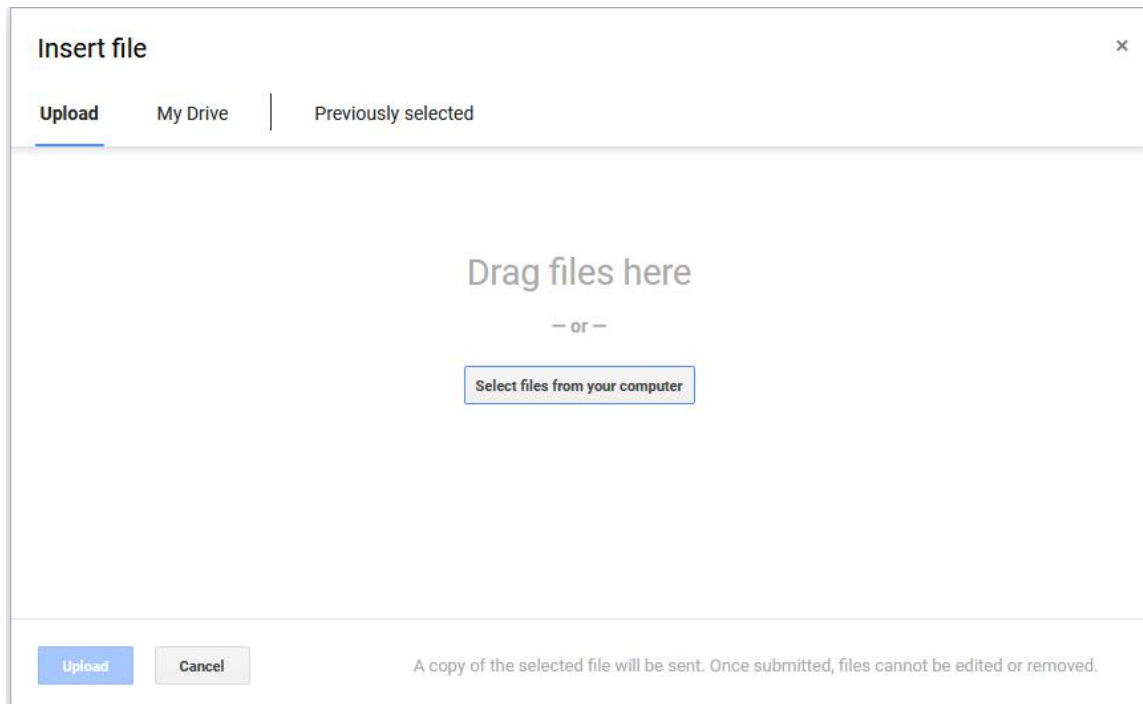 Insert file ×
Upload My Drive Previously selected
Drag files here
— or —
Select files from your computer
Upload Cancel A copy of the selected file will be sent. Once submitted, files cannot be edited or removed.